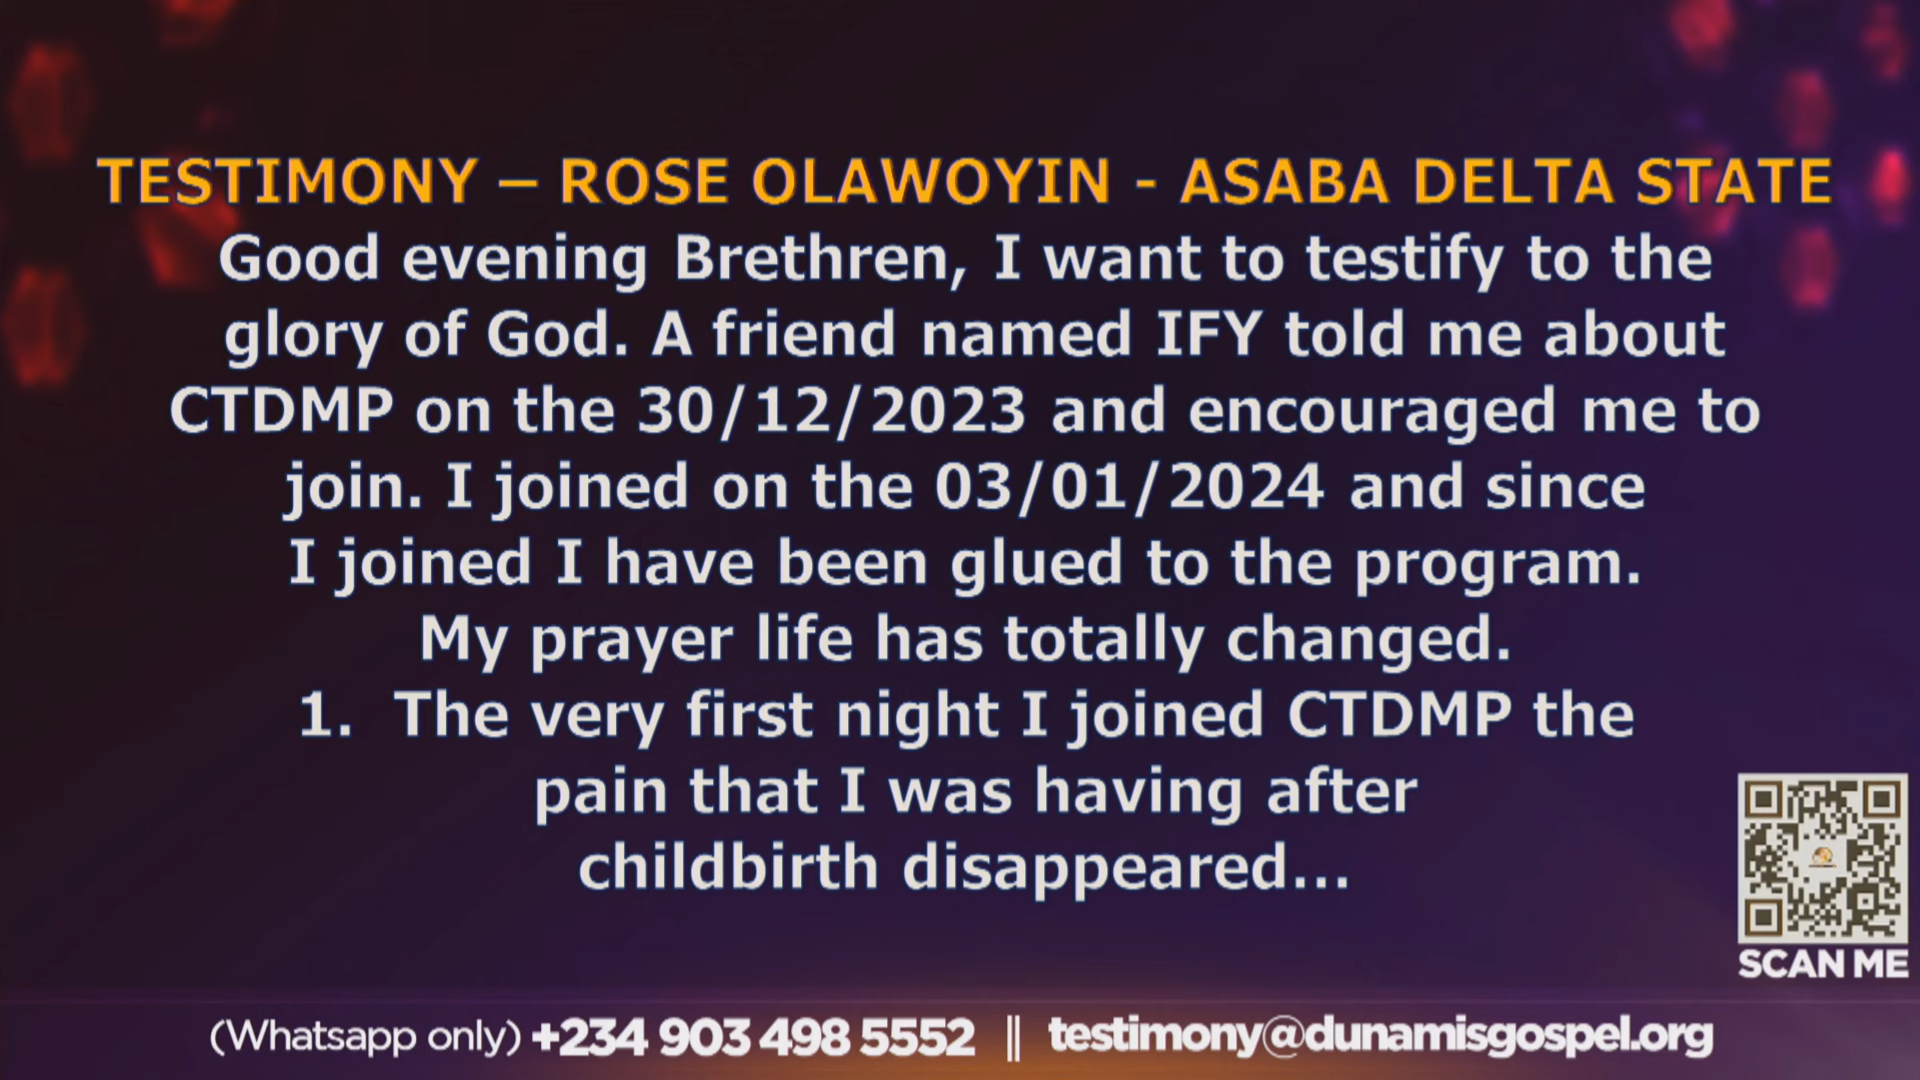 TESTIMONY – ROSE OLAWOYIN - ASABA DELTA STATE
Good evening Brethren, I want to testify to the
glory of God. A friend named IFY told me about
CTDMP on the 30/12/2023 and encouraged me to
join. I joined on the 03/01/2024 and since
I joined I have been glued to the program.
My prayer life has totally changed.
1. The very first night I joined CTDMP the
pain that I was having after
childbirth disappeared...
SCAN ME
(Whatsapp only) +234 903 498 5552 || testimony@dunamisgospel.org